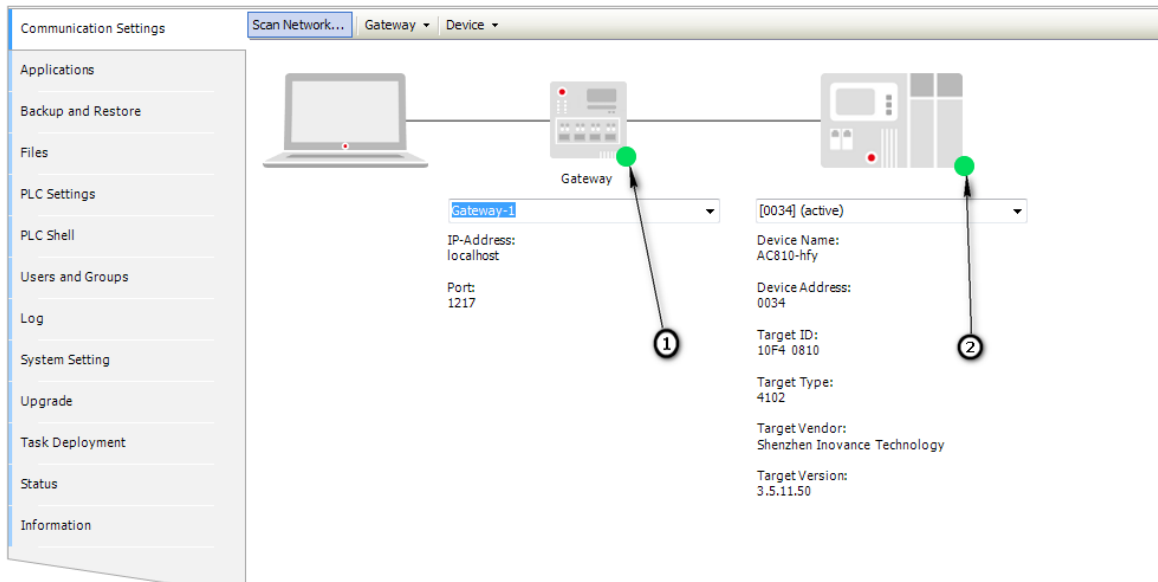 Communication Settings
Applications
Backup and Restore
Files
PLC Settings
PLC Shell
Users and Groups
Log
System Setting
Upgrade
Task Deployment
Status
Information
Scan Network... Gateway Device
Gateway
Gateway-1
IP-Address:
localhost
Port:
1217
1
[0034] (active)
Device Name:
AC810-hfy
Device Address:
0034
Target ID:
10F4 0810
Target Type:
4102
Target Vendor:
Shenzhen Inovance Technology
Target Version:
3.5.11.50
2